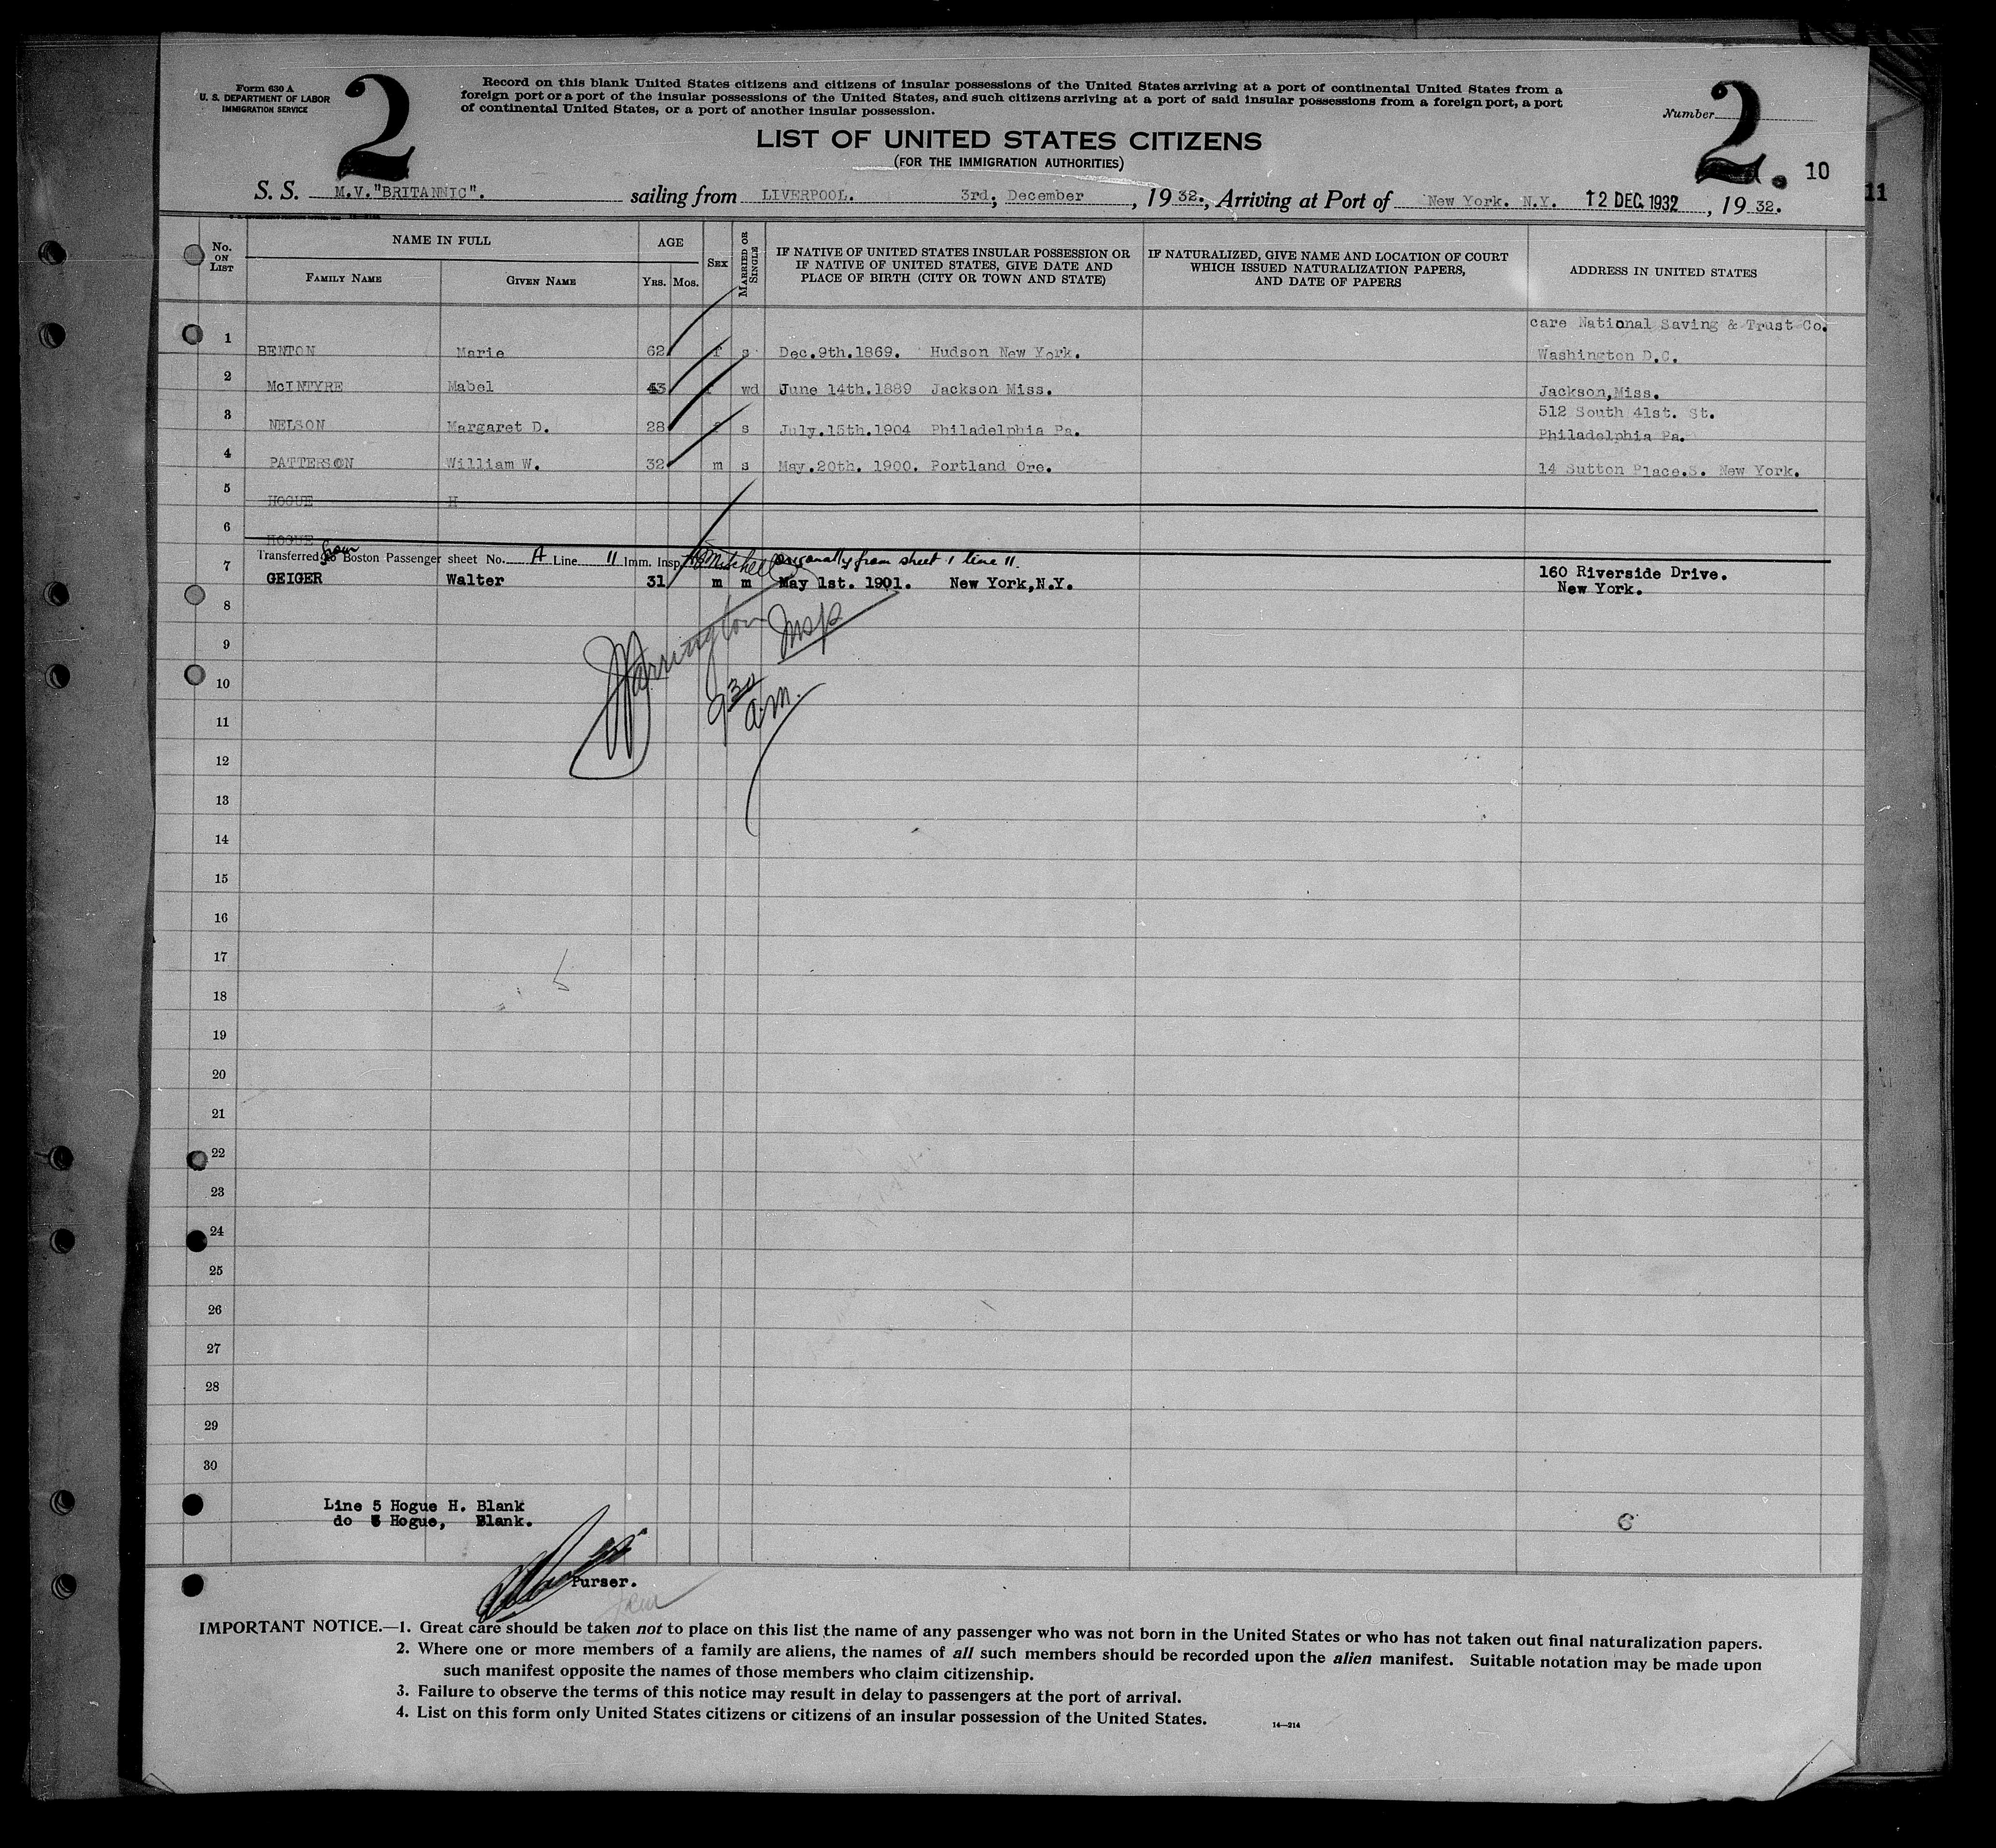 Form 630 A
U. S. DEPARTMENT OF LABOR
IMMIGRATION SERVICE
2
Record on this blank United States citizens and citizens of insular possessions of the United States arriving at a port of continental United States from a
foreign port or a port of the insular possessions of the United States, and such citizens arriving at a port of said insular possessions from a foreign port, a port
of continental United States, or a port of another insular possession.
Number 2.
10
11
LIST OF UNITED STATES CITIZENS
(FOR THE IMMIGRATION AUTHORITIES)
S. S. M.V."BRITANNIC". sailing from LIVERPOOL. 3rd; December, 1932., Arriving at Port of New York. N.Y. 12 DEC. 1932, 1932.
No. ON LIST
NAME IN FULL
FAMILY NAME GIVEN NAME
AGE
YRS. MOS.
SEX
MARRIED OR SINGLE
IF NATIVE OF UNITED STATES INSULAR POSSESSION OR
IF NATIVE OF UNITED STATES, GIVE DATE AND
PLACE OF BIRTH (CITY OR TOWN AND STATE)
IF NATURALIZED, GIVE NAME AND LOCATION OF COURT
WHICH ISSUED NATURALIZATION PAPERS,
AND DATE OF PAPERS
ADDRESS IN UNITED STATES
care National Saving & Trust Co.
1 BENTON Marie 62 f s Dec.9th.1869. Hudson New York. Washington D.C.
2 McINTYRE Mabel 43 f wd June 14th.1889 Jackson Miss. Jackson,Miss.
512 South 41st. St.
3 NELSON Margaret D. 28 f s July.15th.1904 Philadelphia Pa. Philadelphia Pa.
4 PATTERSON William W. 32 m s May.20th. 1900. Portland Ore. 14 Sutton Place.S. New York.
5 HOGUE H
6 HOGUE
Transferred from to Boston Passenger sheet No. A Line 11 Imm. Insp. Mitchell originally from sheet 1 line 11.
7 GEIGER Walter 31 m m May 1st. 1901. New York,N.Y. 160 Riverside Drive.
New York.
8
Insp
9
10
9 30
a.m.
11
12
13
14
15
16
17
18
19
20
21
22
23
24
25
26
27
28
29
30
Line 5 Hogue H. Blank
do 6 Hogue, Blank.
6
Purser.
IMPORTANT NOTICE.—1. Great care should be taken not to place on this list the name of any passenger who was not born in the United States or who has not taken out final naturalization papers.
2. Where one or more members of a family are aliens, the names of all such members should be recorded upon the alien manifest. Suitable notation may be made upon
such manifest opposite the names of those members who claim citizenship.
3. Failure to observe the terms of this notice may result in delay to passengers at the port of arrival.
4. List on this form only United States citizens or citizens of an insular possession of the United States.
14—214